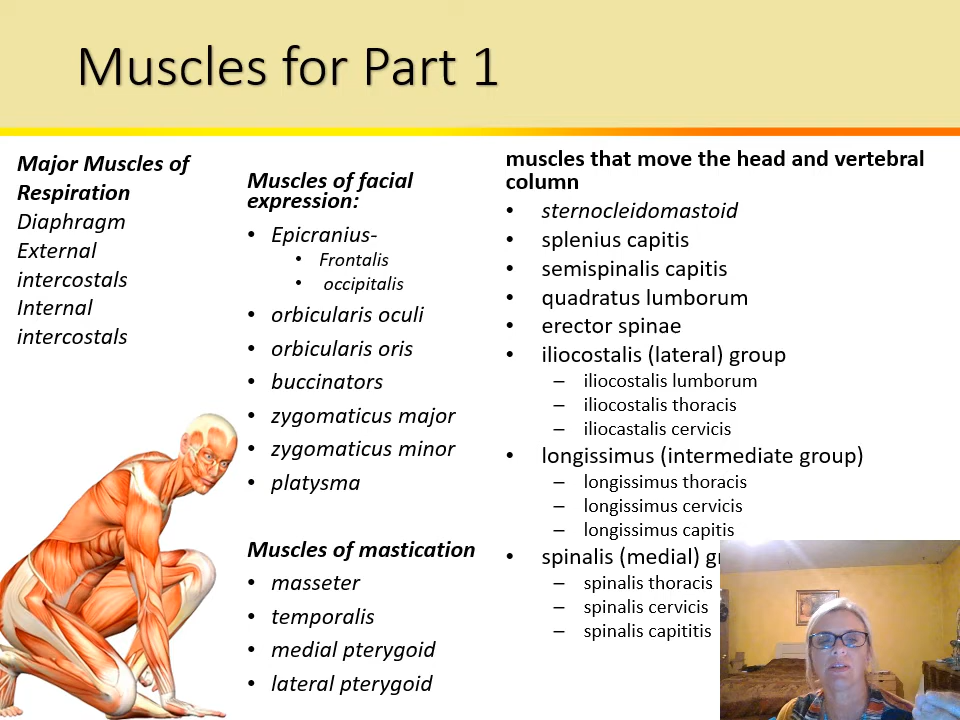 Muscles for Part 1
Major Muscles of
Respiration
Diaphragm
External
intercostals
Internal
intercostals
Muscles of facial
expression:
• Epicranius-
• Frontalis
• occipitalis
• orbicularis oculi
• orbicularis oris
• buccinators
• zygomaticus major
• zygomaticus minor
• platysma
Muscles of mastication
• masseter
• temporalis
• medial pterygoid
• lateral pterygoid
muscles that move the head and vertebral
column
• sternocleidomastoid
• splenius capitis
• semispinalis capitis
• quadratus lumborum
• erector spinae
• iliocostalis (lateral) group
– iliocostalis lumborum
– iliocostalis thoracis
– iliocastalis cervicis
• longissimus (intermediate group)
– longissimus thoracis
– longissimus cervicis
– longissimus capitis
• spinalis (medial)
– spinalis thoracis
– spinalis cervicis
– spinalis capititis